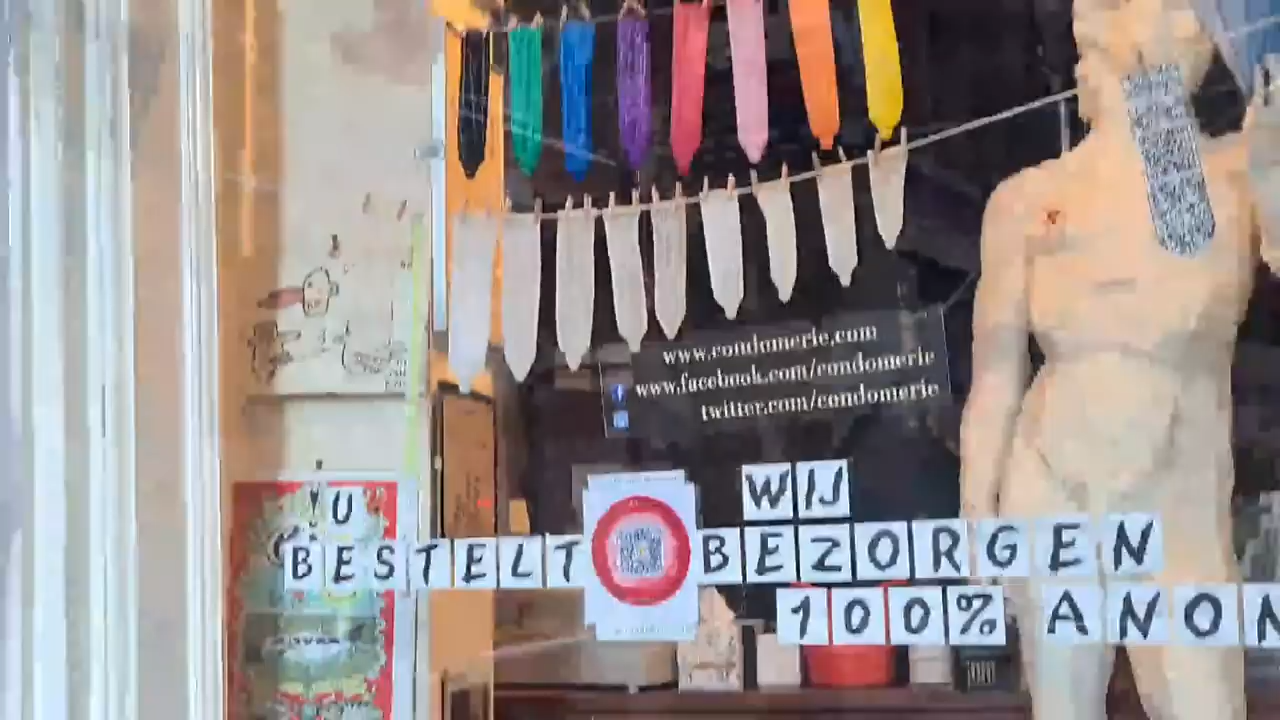 www.condomerie.com
www.facebook.com/condomerie
twitter.com/condomerie
U
BESTELT
WIJ
BEZORGEN
100% ANON